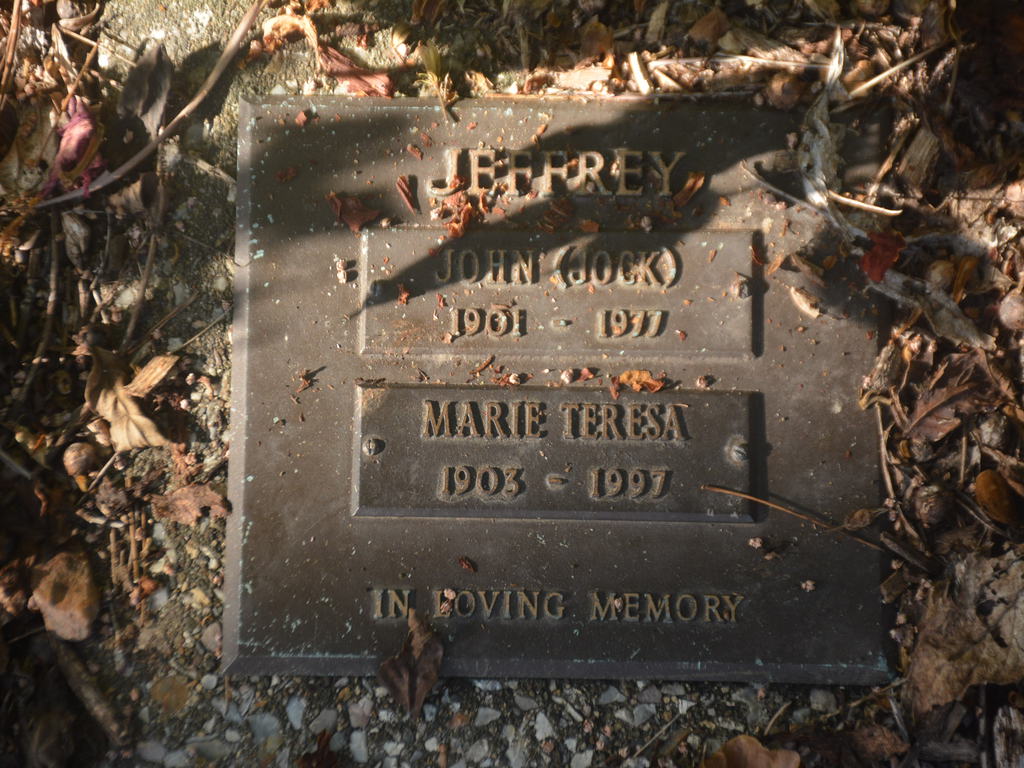 JEFFREY
JOHN (JOCK)
1901 - 1977
MARIE TERESA
1903 - 1997
IN LOVING MEMORY